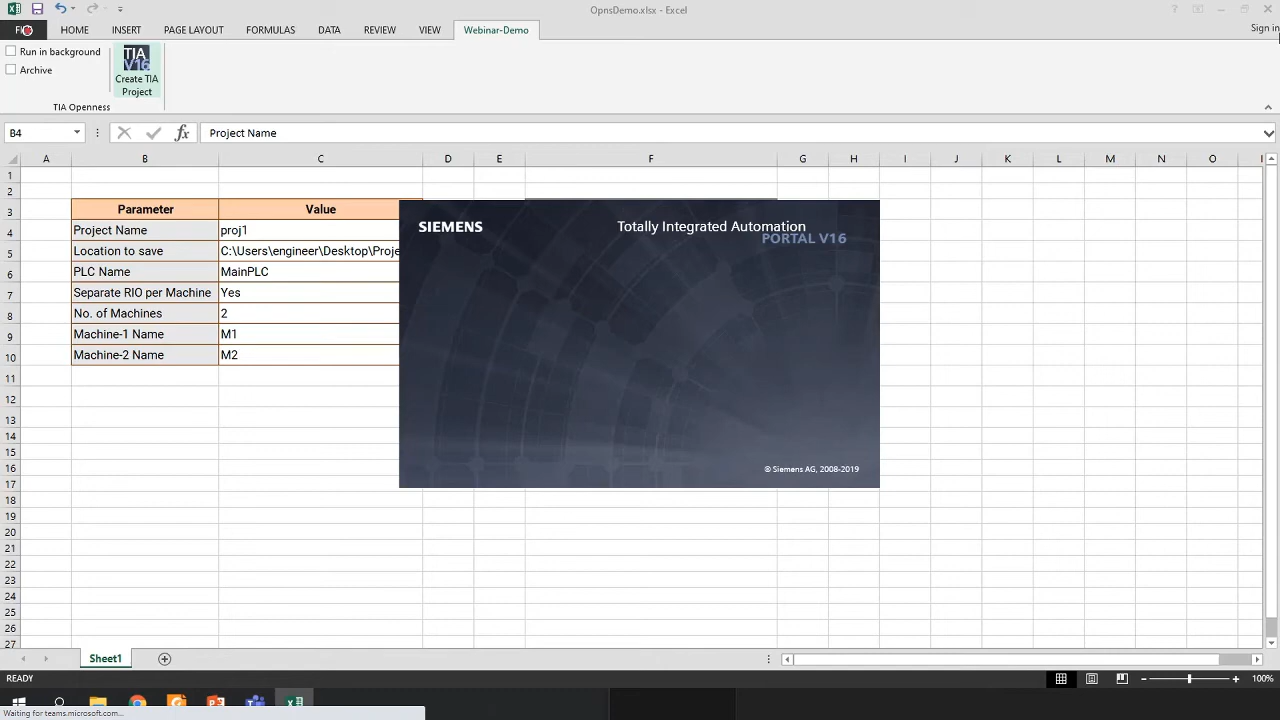 OpnsDemo.xlsx - Excel
HOME INSERT PAGE LAYOUT FORMULAS DATA REVIEW VIEW Webinar-Demo
Sign in
Run in background
Archive
TIA
V16
Create TIA
Project
TIA Openness
B4 fx Project Name
A B C D E F G H I J K L M N O
1
2
3 Parameter Value
4 Project Name proj1
5 Location to save C:\Users\engineer\Desktop\Proje
6 PLC Name MainPLC
7 Separate RIO per Machine Yes
8 No. of Machines 2
9 Machine-1 Name M1
10 Machine-2 Name M2
11
12
13
14
15
16
17
18
19
20
21
22
23
24
25
26
27
SIEMENS
Totally Integrated Automation
PORTAL V16
© Siemens AG, 2008-2019
Sheet1
READY
100%
Waiting for teams.microsoft.com...